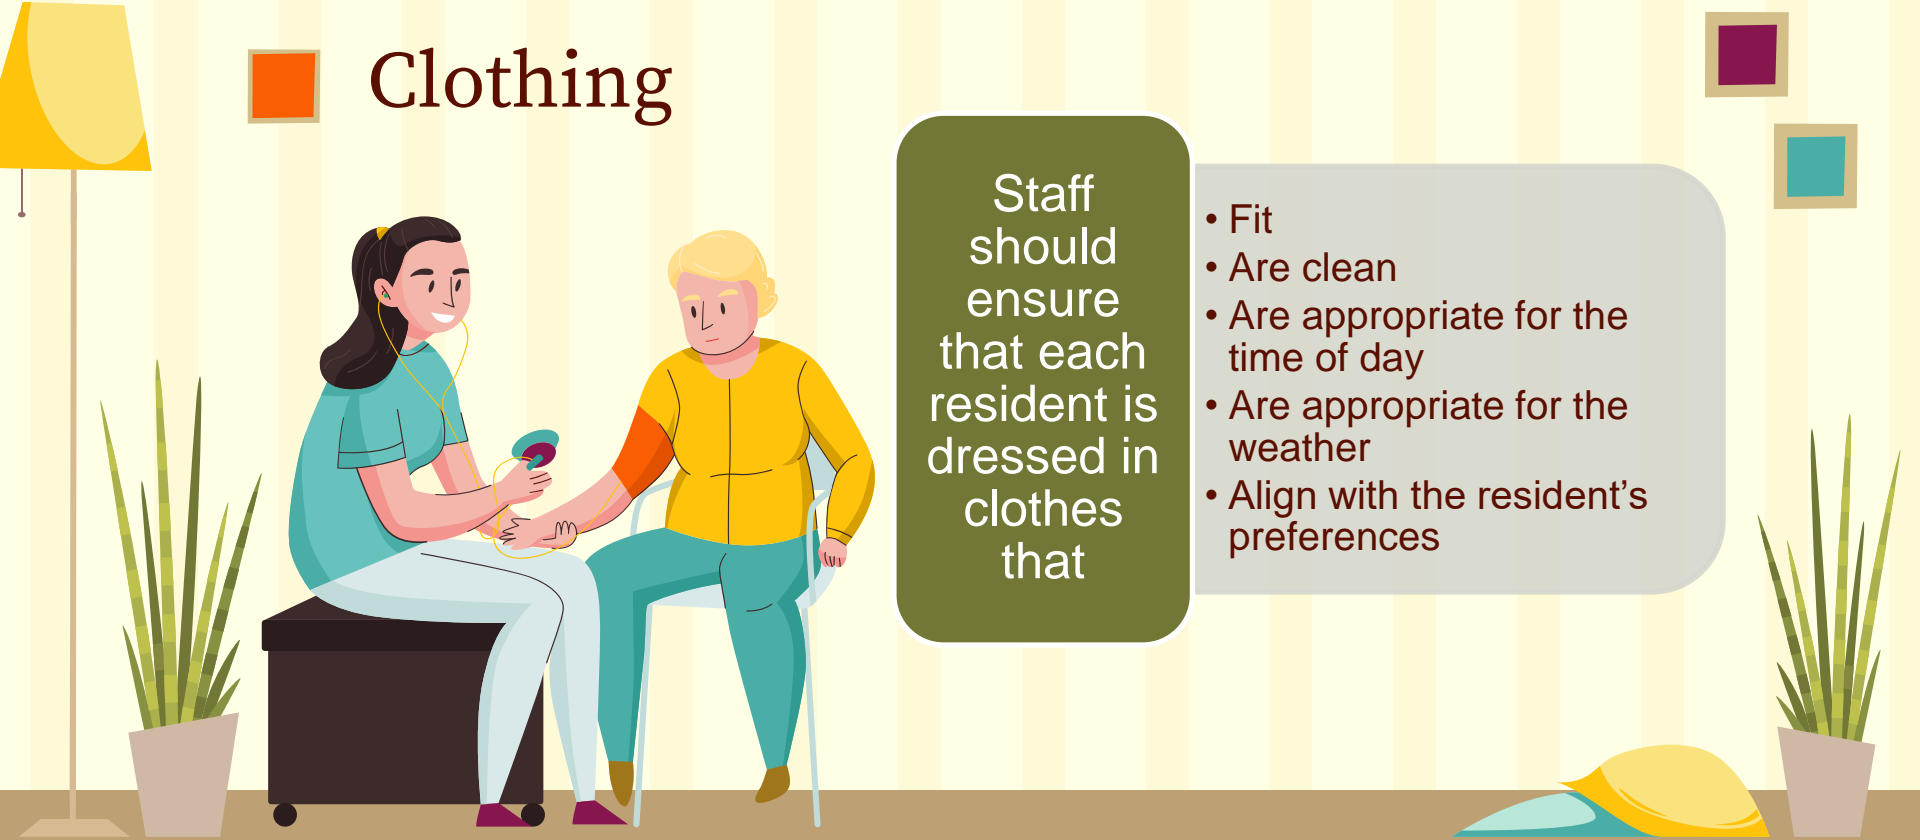 Clothing
Staff
should
ensure
that each
resident is
dressed in
clothes
that
• Fit
• Are clean
• Are appropriate for the
time of day
• Are appropriate for the
weather
• Align with the resident’s
preferences